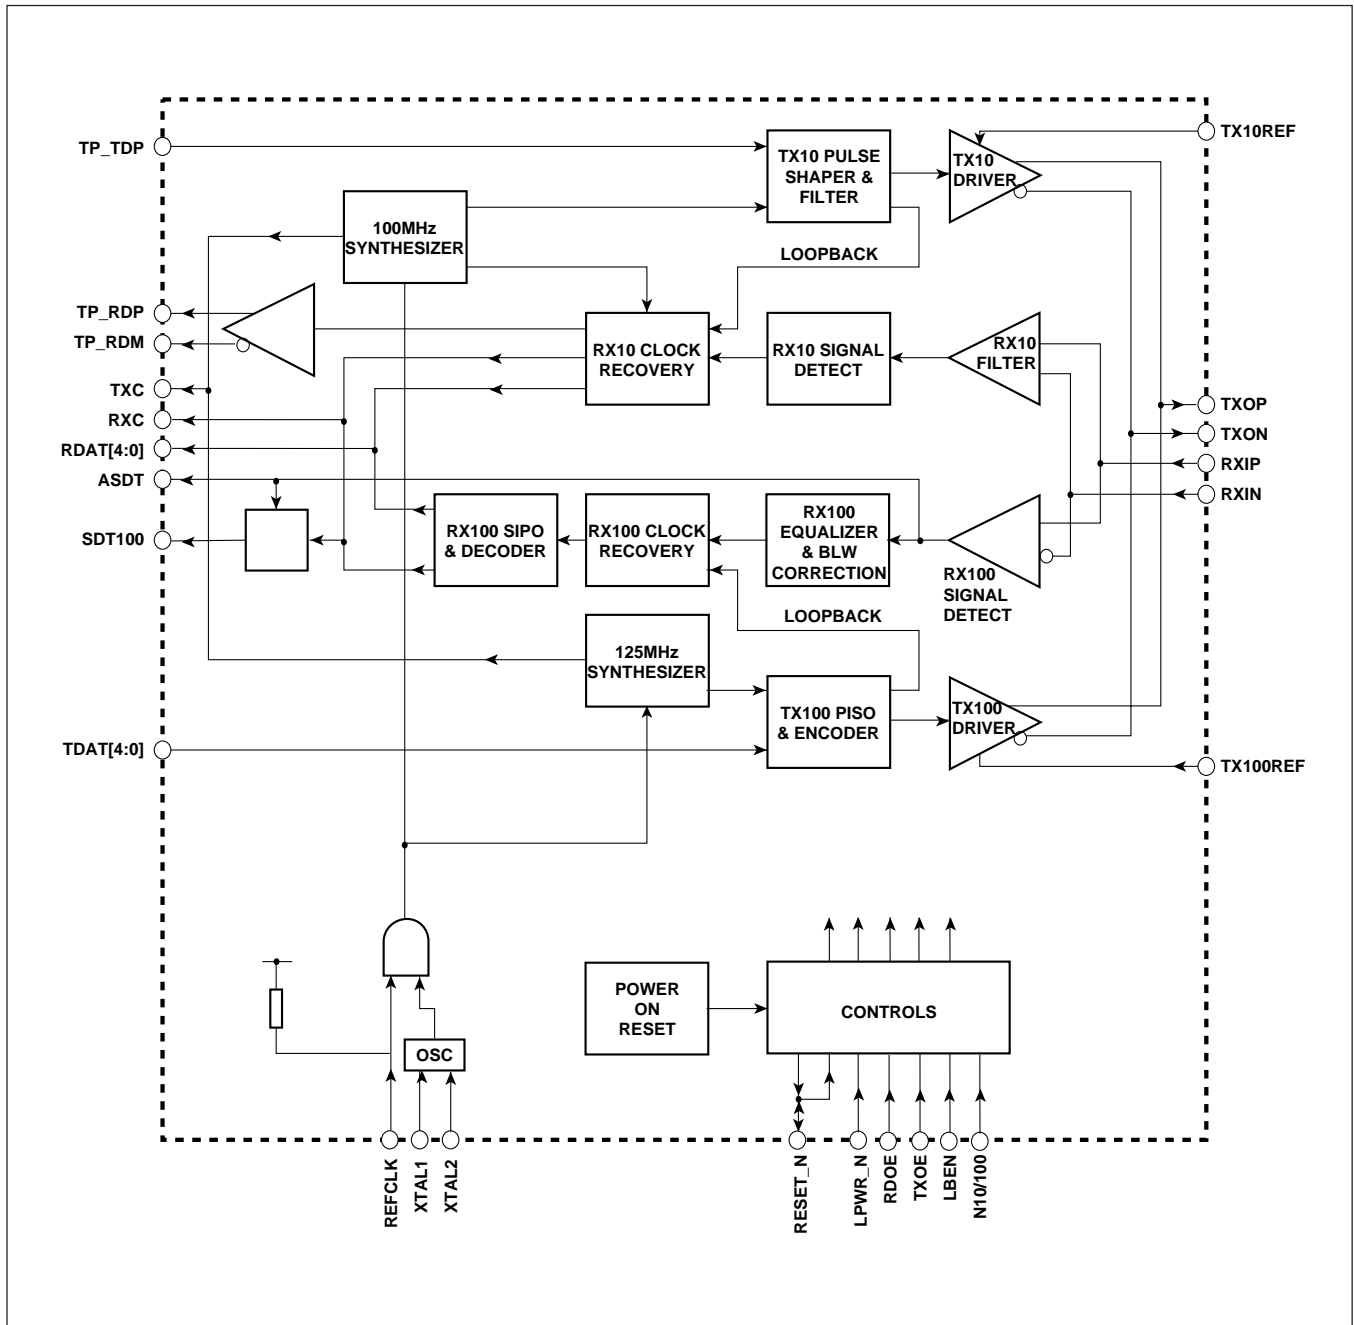 TP_TDP
TX10REF
TX10 PULSE
SHAPER &
FILTER
TX10
DRIVER
100MHz
SYNTHESIZER
LOOPBACK
TP_RDP
TP_RDM
TXC
RXC
RDAT[4:0]
ASDT
SDT100
RX10 CLOCK
RECOVERY
RX10 SIGNAL
DETECT
RX10
FILTER
TXOP
TXON
RXIP
RXIN
RX100 SIPO
& DECODER
RX100 CLOCK
RECOVERY
RX100
EQUALIZER
& BLW
CORRECTION
RX100
SIGNAL
DETECT
LOOPBACK
125MHz
SYNTHESIZER
TX100 PISO
& ENCODER
TX100
DRIVER
TDAT[4:0]
TX100REF
POWER
ON
RESET
CONTROLS
OSC
REFCLK
XTAL1
XTAL2
RESET_N
LPWR_N
RDOE
TXOE
LBEN
N10/100